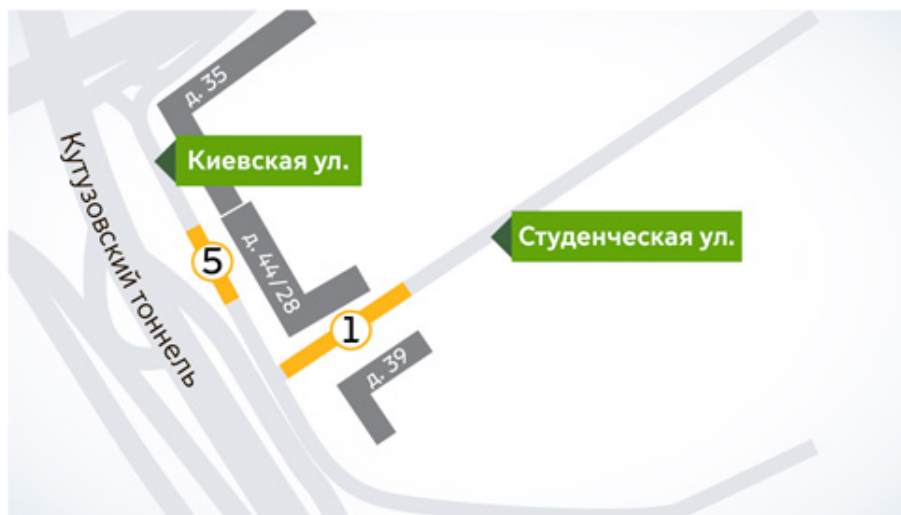 д. 35
Киевская ул.
Кутузовский тоннель
Студенческая ул.
5
д. 44/28
1
д. 39